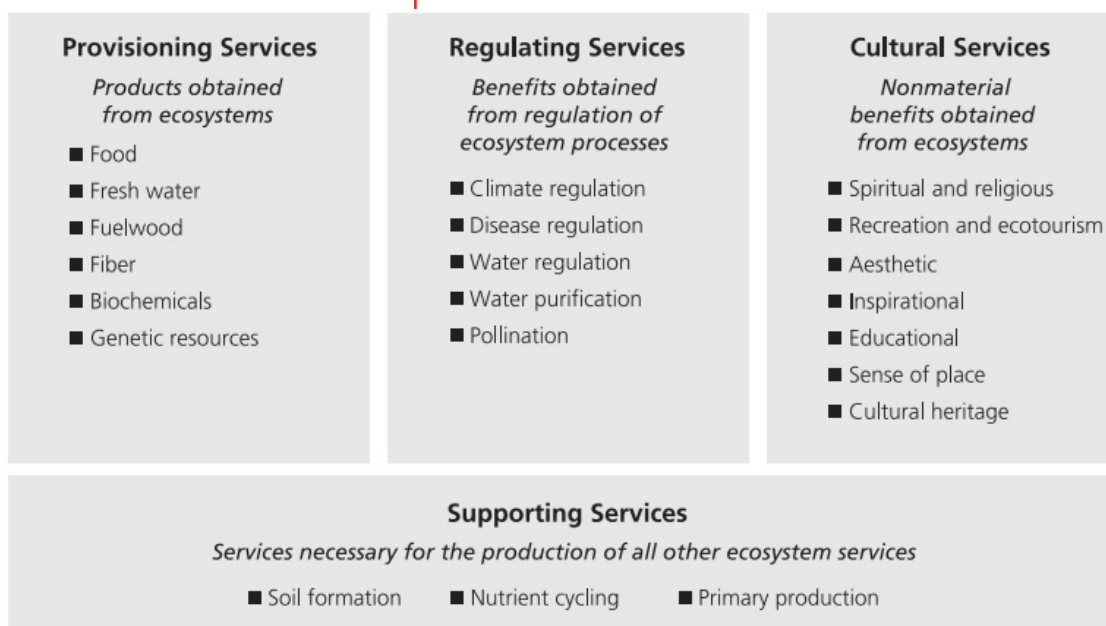 Provisioning Services
Products obtained
from ecosystems
■ Food
■ Fresh water
■ Fuelwood
■ Fiber
■ Biochemicals
■ Genetic resources
Regulating Services
Benefits obtained
from regulation of
ecosystem processes
■ Climate regulation
■ Disease regulation
■ Water regulation
■ Water purification
■ Pollination
Cultural Services
Nonmaterial
benefits obtained
from ecosystems
■ Spiritual and religious
■ Recreation and ecotourism
■ Aesthetic
■ Inspirational
■ Educational
■ Sense of place
■ Cultural heritage
Supporting Services
Services necessary for the production of all other ecosystem services
■ Soil formation ■ Nutrient cycling ■ Primary production